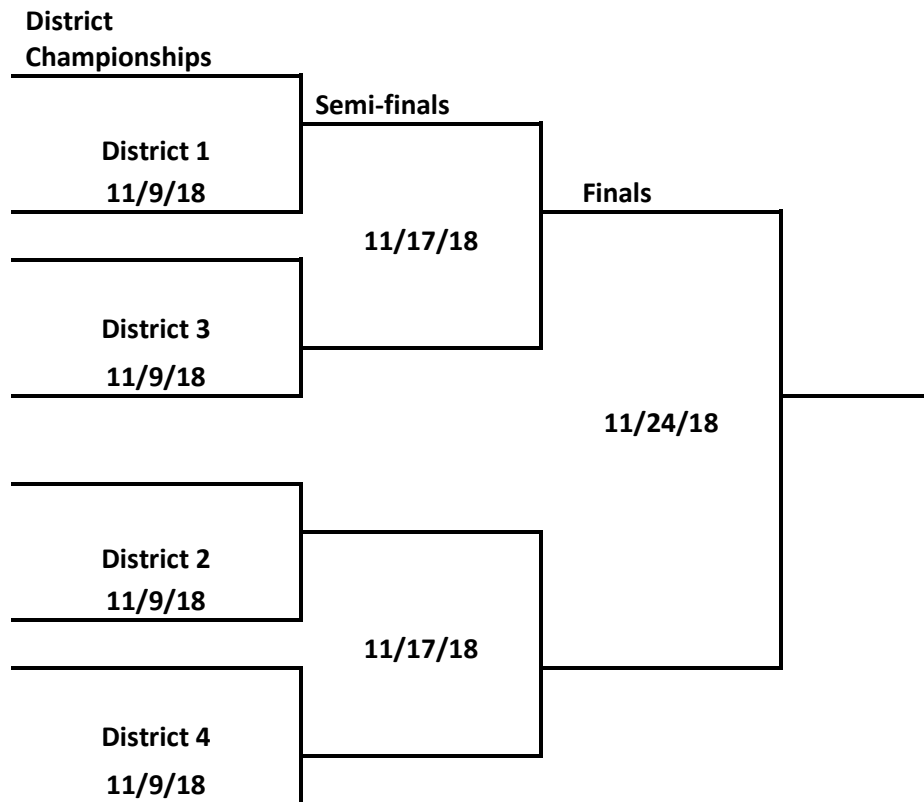 District
Championships
Semi-finals
District 1
11/9/18
Finals
11/17/18
District 3
11/9/18
11/24/18
District 2
11/9/18
11/17/18
District 4
11/9/18